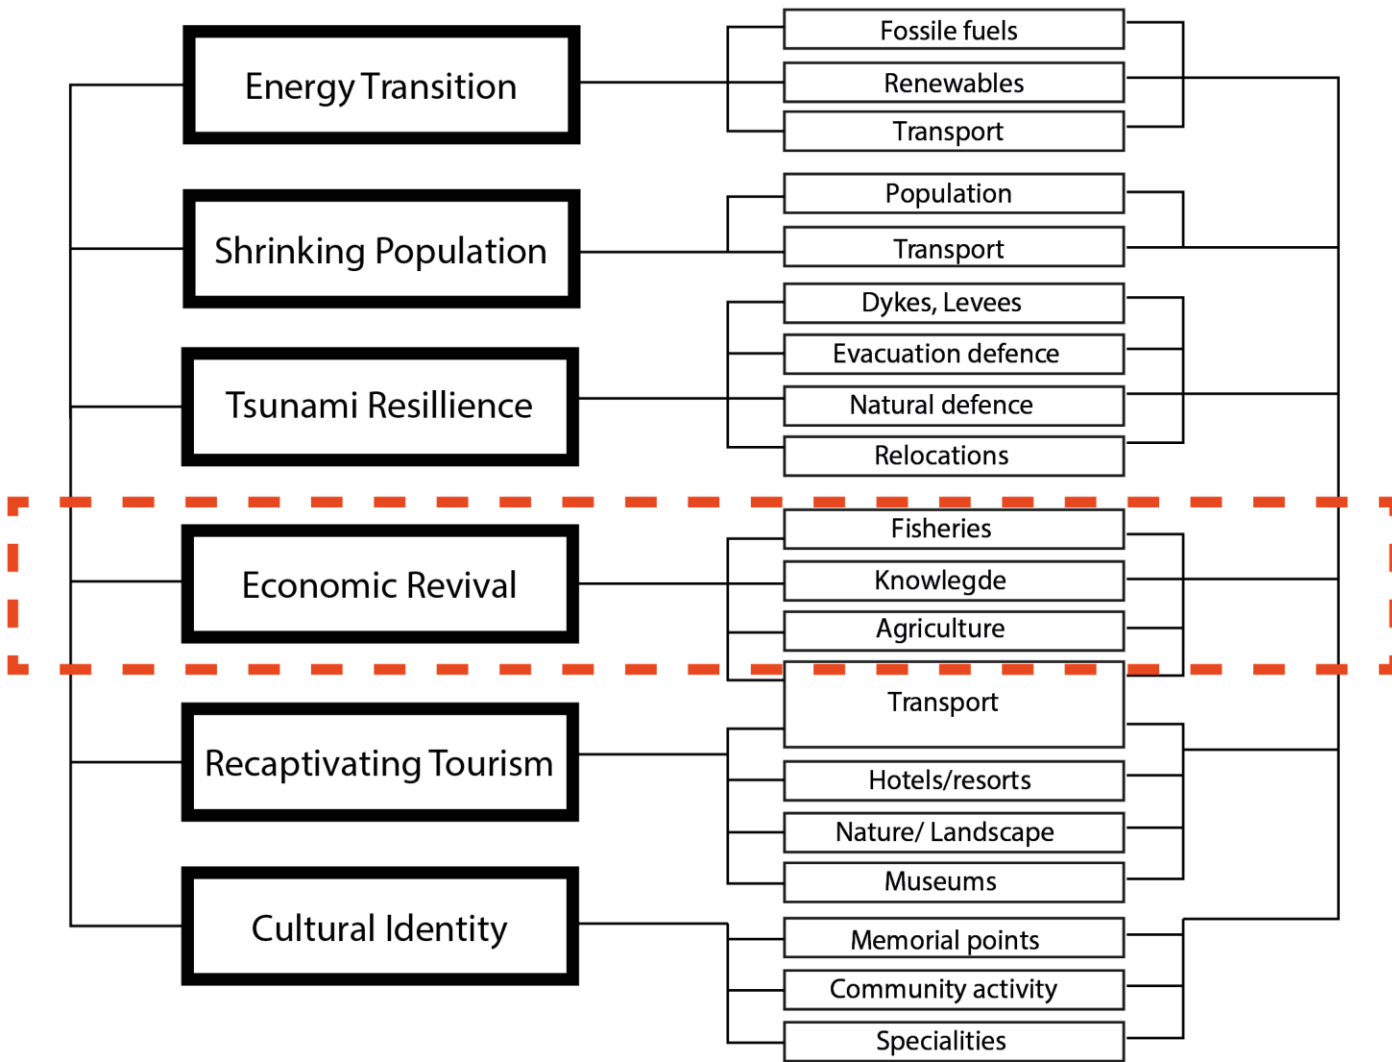 Energy Transition
Fossile fuels
Renewables
Transport
Shrinking Population
Population
Transport
Tsunami Resillience
Dykes, Levees
Evacuation defence
Natural defence
Relocations
Economic Revival
Fisheries
Knowlegde
Agriculture
Transport
Recaptivating Tourism
Hotels/resorts
Nature/ Landscape
Museums
Cultural Identity
Memorial points
Community activity
Specialities